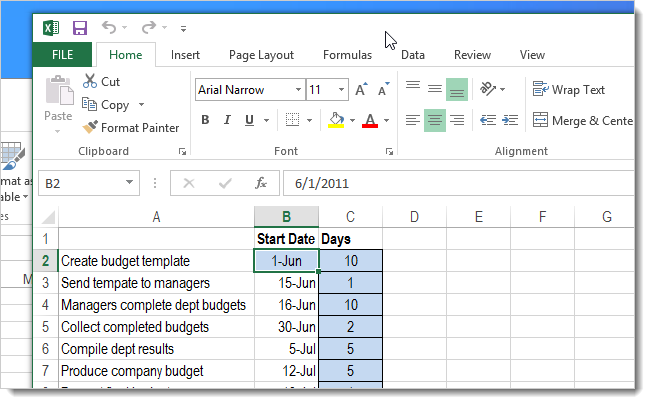 FILE Home Insert Page Layout Formulas Data Review View
Cut
Copy
Format Painter
Paste
Arial Narrow 11 A A
B I U A
Wrap Text
Merge & Cente
Clipboard Font Alignment
mat as
able
es
B2 fx 6/1/2011
A B C D E F G
1 Start Date Days
2 Create budget template 1-Jun 10
3 Send tempate to managers 15-Jun 1
4 Managers complete dept budgets 16-Jun 10
5 Collect completed budgets 30-Jun 2
6 Compile dept results 5-Jul 5
7 Produce company budget 12-Jul 5
M